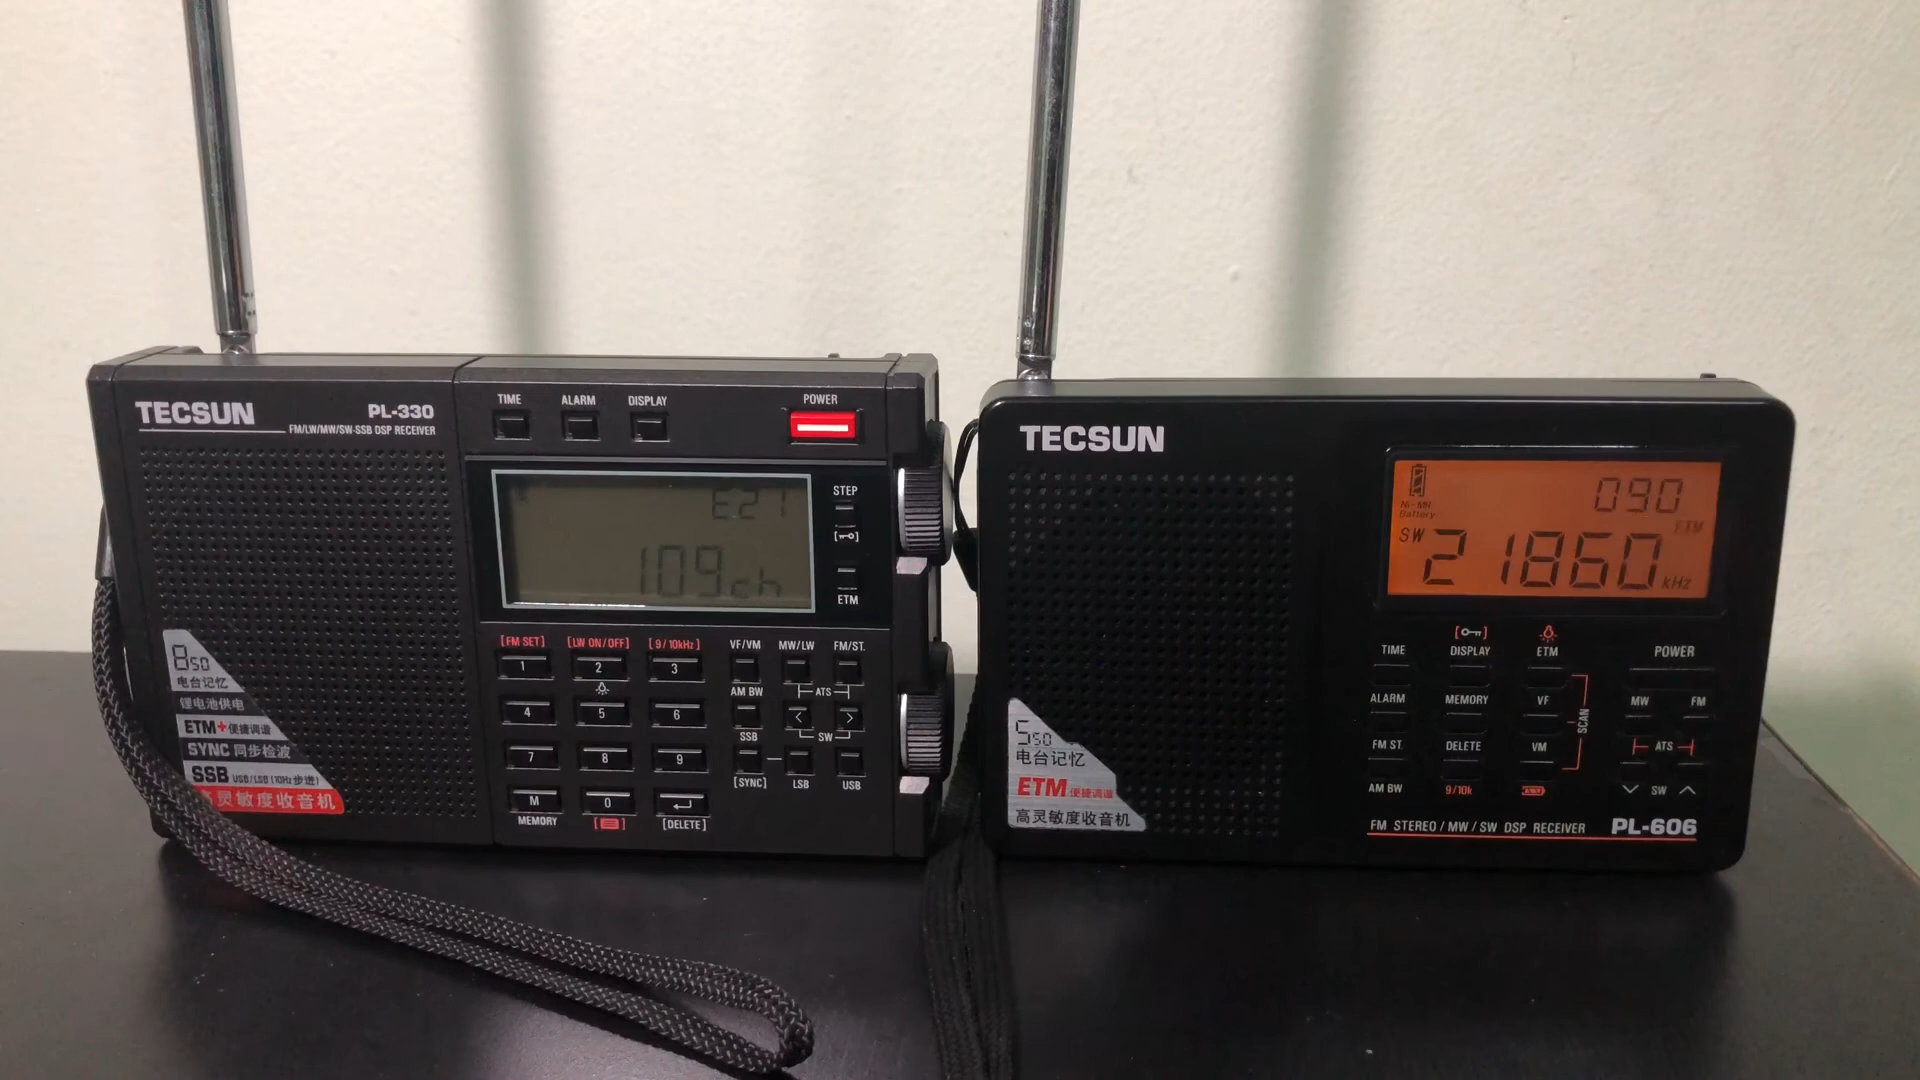 TECSUN
PL-330
FM/LW/MW/SW-SSB DSP RECEIVER
TIME ALARM DISPLAY POWER
E21
109ch
STEP
ETM
[FM SET] [LW ON/OFF] [9/10kHz] VF/VM MW/LW FM/ST.
1 2 3
AM BW ATS
4 5 6 < >
SSB SW
7 8 9
[SYNC] LSB USB
M 0
MEMORY [DELETE]
850
电台记忆
锂电池供电
ETM+便捷调谐
SYNC 同步检波
SSB USB/LSB (10Hz步进)
高灵敏度收音机
TECSUN
090
Ni-MH
Battery
ETM
SW 21860 kHz
TIME DISPLAY ETM POWER
ALARM MEMORY VF MW FM
SCAN
FM ST. DELETE VM ATS
AM BW 9/10k SW
FM STEREO / MW / SW DSP RECEIVER PL-606
550
电台记忆
ETM 便捷调谐
高灵敏度收音机